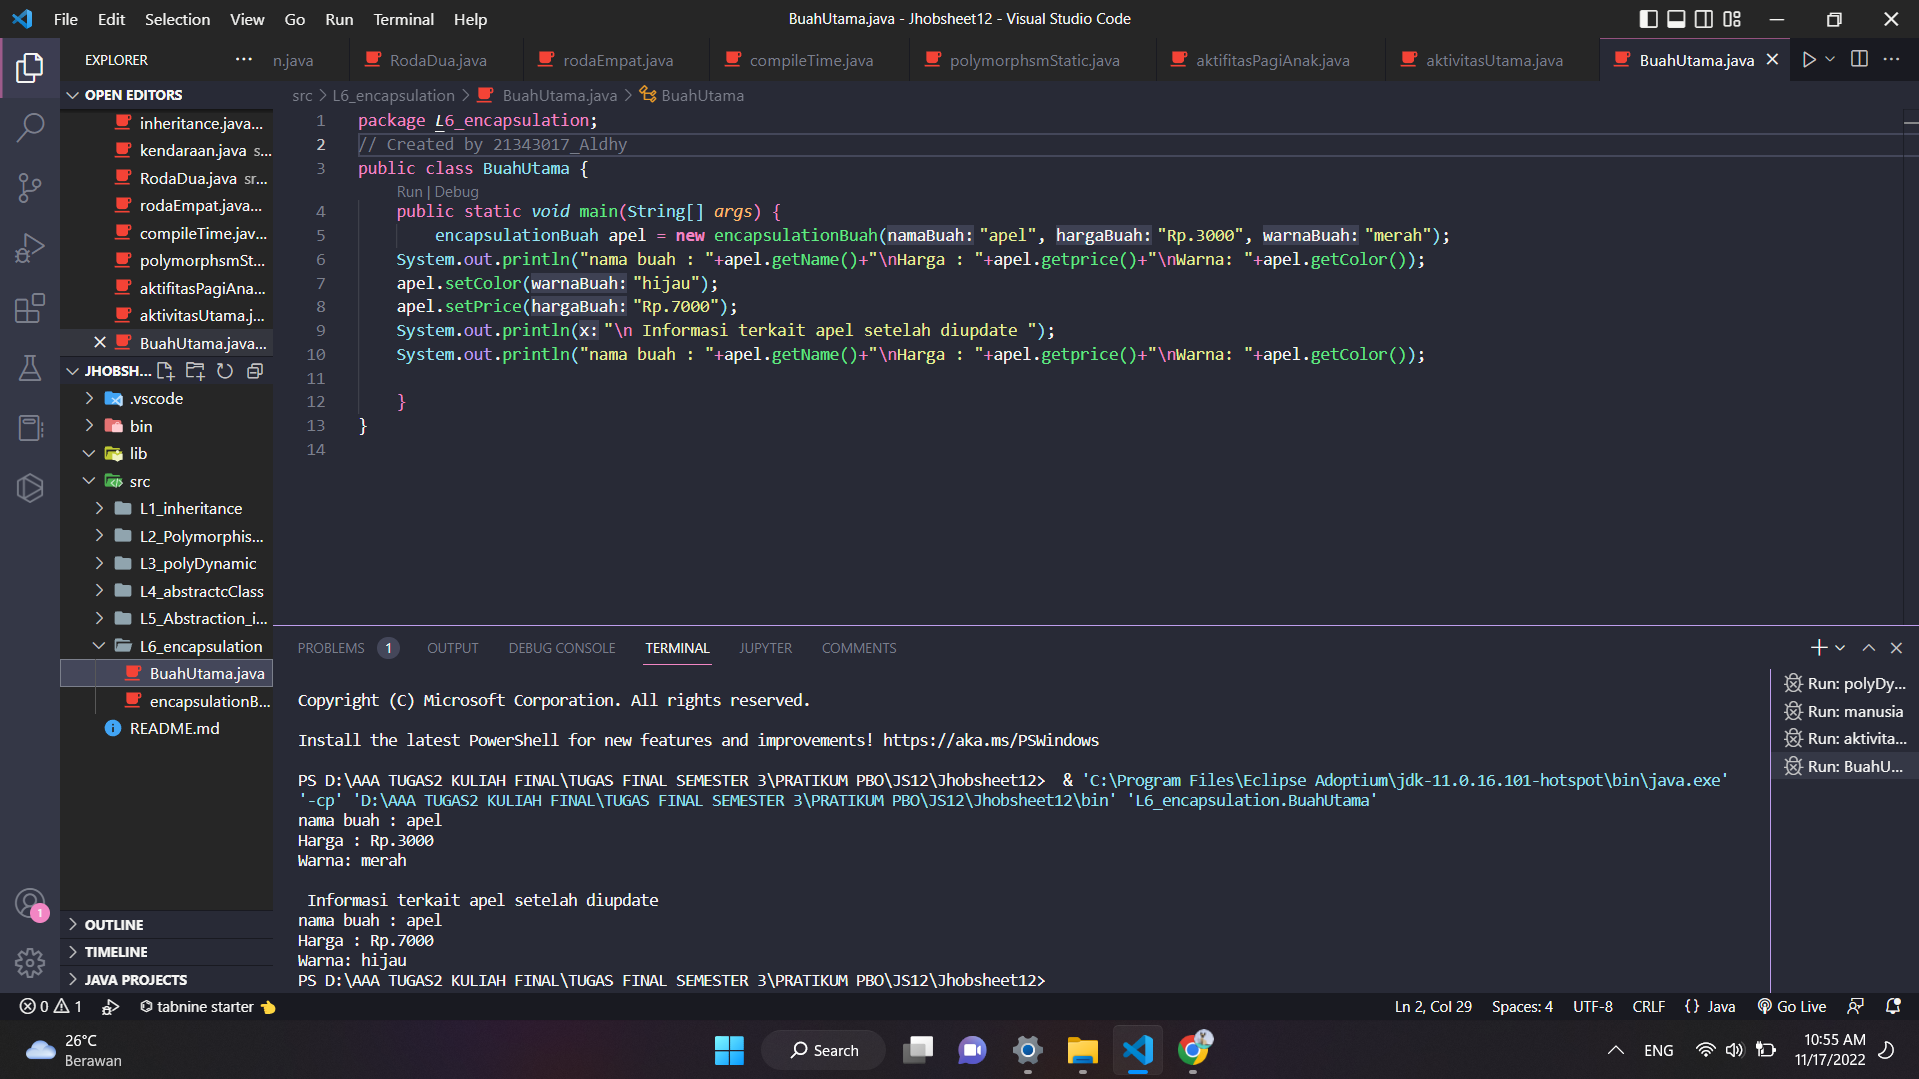 File Edit Selection View Go Run Terminal Help
BuahUtama.java - Jhobsheet12 - Visual Studio Code
EXPLORER
n.java RodaDua.java rodaEmpat.java compileTime.java polymorphsmStatic.java aktifitasPagiAnak.java aktivitasUtama.java BuahUtama.java
OPEN EDITORS
inheritance.java...
kendaraan.java s...
RodaDua.java sr...
rodaEmpat.java...
compileTime.jav...
polymorphsmSt...
aktifitasPagiAna...
aktivitasUtama.j...
BuahUtama.java...
JHOBSH...
.vscode
bin
lib
src
L1_inheritance
L2_Polymorphis...
L3_polyDynamic
L4_abstractcClass
L5_Abstraction_i...
L6_encapsulation
BuahUtama.java
encapsulationB...
README.md
OUTLINE
TIMELINE
JAVA PROJECTS
src > L6_encapsulation > BuahUtama.java > BuahUtama
1 package L6_encapsulation;
2 // Created by 21343017_Aldhy
3 public class BuahUtama {
Run | Debug
4 public static void main(String[] args) {
5 encapsulationBuah apel = new encapsulationBuah(namaBuah: "apel", hargaBuah: "Rp.3000", warnaBuah: "merah");
6 System.out.println("nama buah : "+apel.getName()+"\nHarga : "+apel.getprice()+"\nWarna: "+apel.getColor());
7 apel.setColor(warnaBuah: "hijau");
8 apel.setPrice(hargaBuah: "Rp.7000");
9 System.out.println(x: "\n Informasi terkait apel setelah diupdate ");
10 System.out.println("nama buah : "+apel.getName()+"\nHarga : "+apel.getprice()+"\nWarna: "+apel.getColor());
11
12 }
13 }
14
PROBLEMS 1 OUTPUT DEBUG CONSOLE TERMINAL JUPYTER COMMENTS
Copyright (C) Microsoft Corporation. All rights reserved.
Install the latest PowerShell for new features and improvements! https://aka.ms/PSWindows
PS D:\AAA TUGAS2 KULIAH FINAL\TUGAS FINAL SEMESTER 3\PRATIKUM PBO\JS12\Jhobsheet12> & 'C:\Program Files\Eclipse Adoptium\jdk-11.0.16.101-hotspot\bin\java.exe'
'-cp' 'D:\AAA TUGAS2 KULIAH FINAL\TUGAS FINAL SEMESTER 3\PRATIKUM PBO\JS12\Jhobsheet12\bin' 'L6_encapsulation.BuahUtama'
nama buah : apel
Harga : Rp.3000
Warna: merah
Informasi terkait apel setelah diupdate
nama buah : apel
Harga : Rp.7000
Warna: hijau
PS D:\AAA TUGAS2 KULIAH FINAL\TUGAS FINAL SEMESTER 3\PRATIKUM PBO\JS12\Jhobsheet12>
Run: polyDy...
Run: manusia
Run: aktivita...
Run: BuahU...
1
0 1 tabnine starter
Ln 2, Col 29 Spaces: 4 UTF-8 CRLF {} Java Go Live
26°C
Berawan
Search
ENG
10:55 AM
11/17/2022